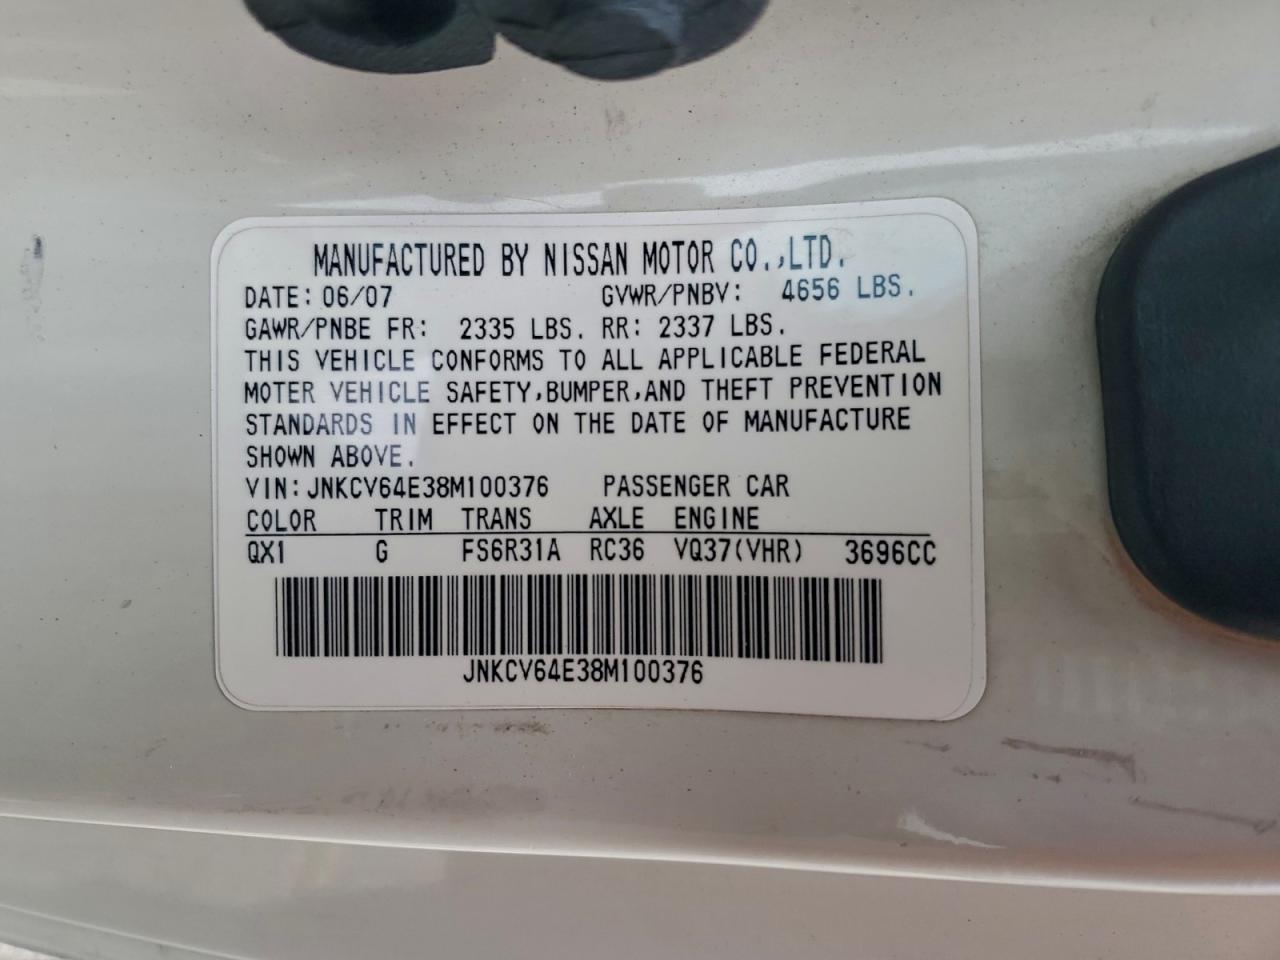 MANUFACTURED BY NISSAN MOTOR CO.,LTD.
DATE: 06/07 GVWR/PNBV: 4656 LBS.
GAWR/PNBE FR: 2335 LBS. RR: 2337 LBS.
THIS VEHICLE CONFORMS TO ALL APPLICABLE FEDERAL
MOTER VEHICLE SAFETY,BUMPER,AND THEFT PREVENTION
STANDARDS IN EFFECT ON THE DATE OF MANUFACTURE
SHOWN ABOVE.
VIN:JNKCV64E38M100376 PASSENGER CAR
COLOR TRIM TRANS AXLE ENGINE
QX1 G FS6R31A RC36 VQ37(VHR) 3696CC
JNKCV64E38M100376